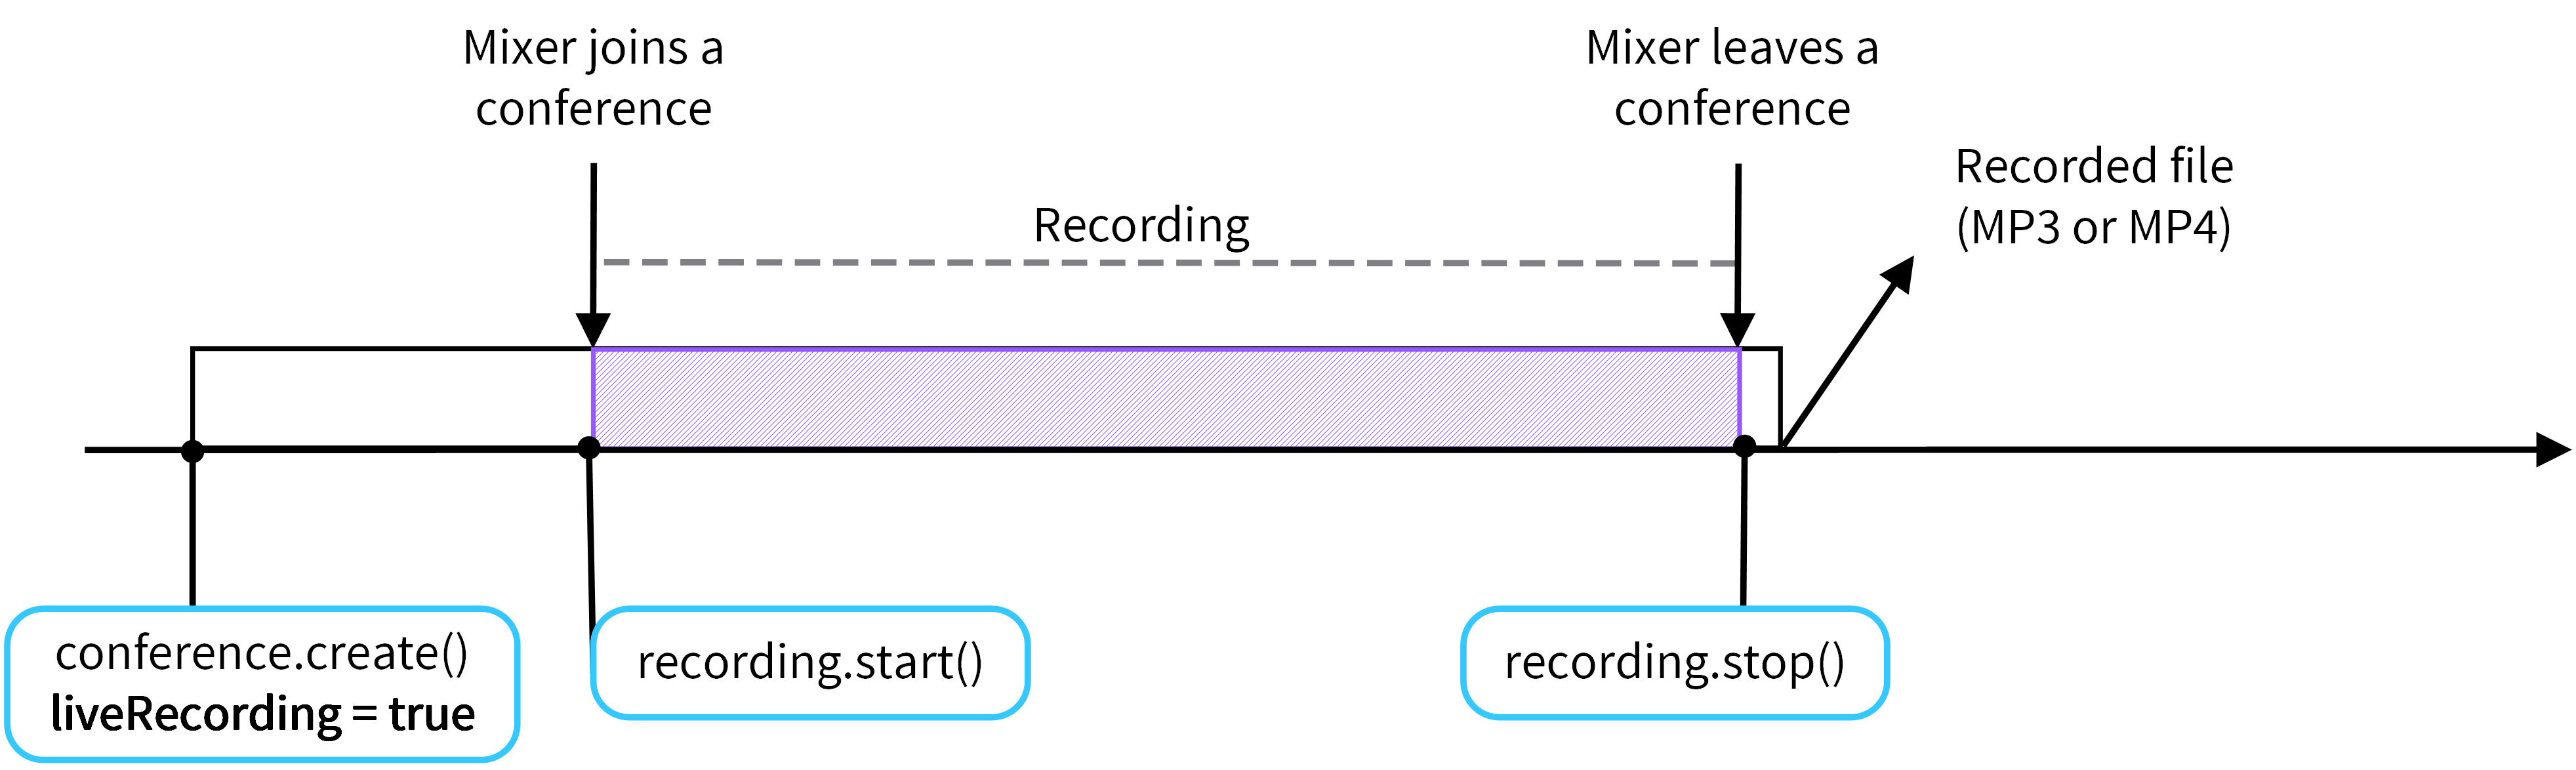 Mixer joins a
conference
Mixer leaves a
conference
Recorded file
(MP3 or MP4)
Recording
conference.create()
liveRecording = true
recording.start()
recording.stop()